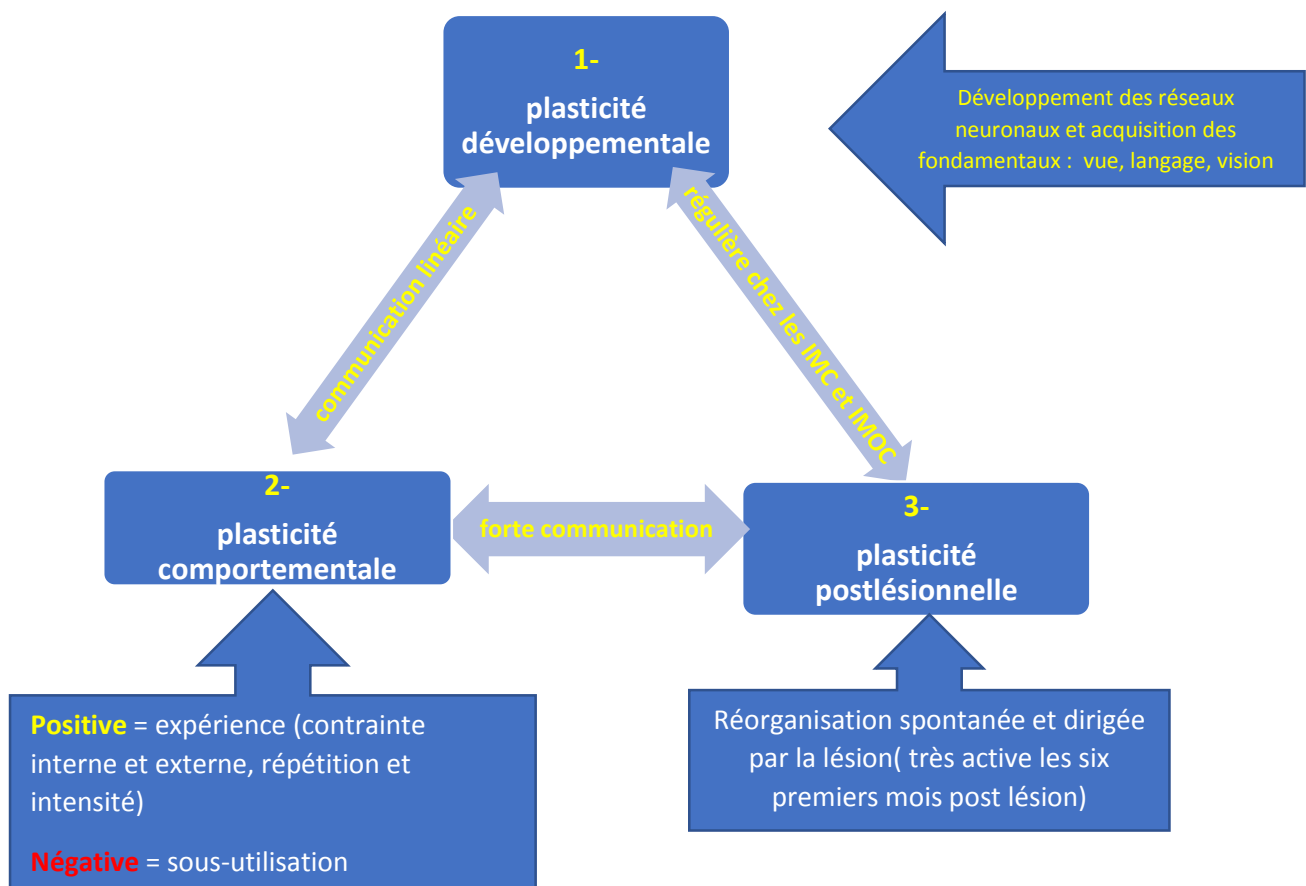 1-
plasticité
développementale
Développement des réseaux
neuronaux et acquisition des
fondamentaux : vue, langage, vision
communication linéaire
régulière chez les IMC et IMOC
2-
plasticité
comportementale
forte communication
3-
plasticité
postlésionnelle
Positive = expérience (contrainte
interne et externe, répétition et
intensité)
Négative = sous-utilisation
Réorganisation spontanée et dirigée
par la lésion( très active les six
premiers mois post lésion)